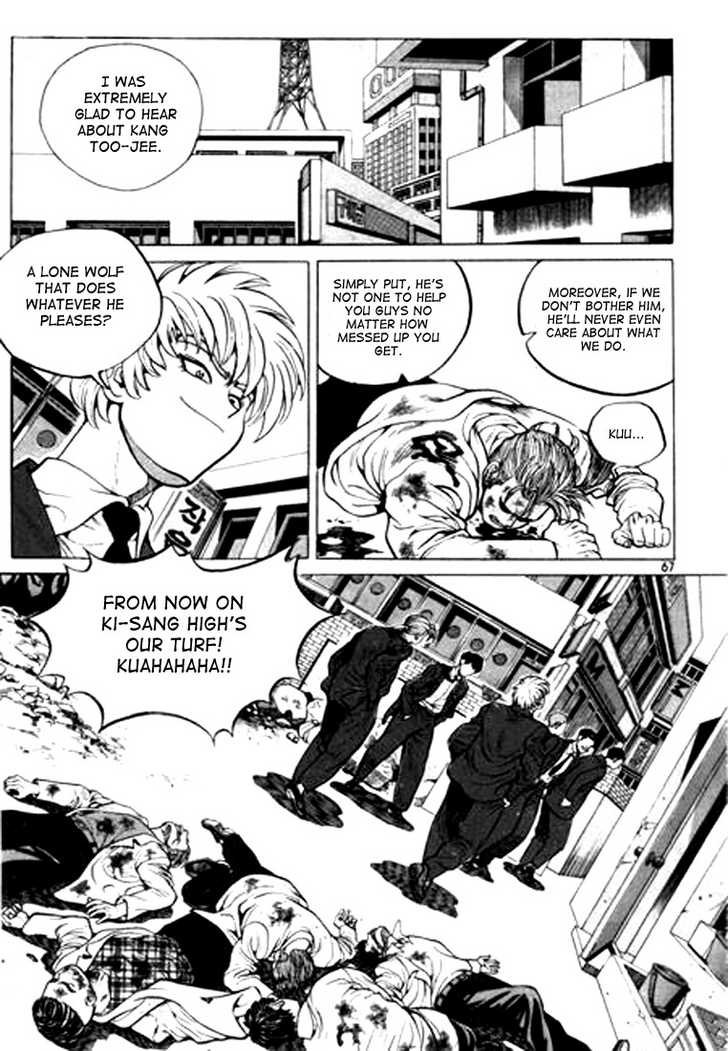 I WAS
EXTREMELY
GLAD TO HEAR
ABOUT KANG
TOO-JEE.
A LONE WOLF
THAT DOES
WHATEVER HE
PLEASES?
SIMPLY PUT, HE'S
NOT ONE TO HELP
YOU GUYS NO
MATTER HOW
MESSED UP YOU
GET.
MOREOVER, IF WE
DON'T BOTHER HIM,
HE'LL NEVER EVEN
CARE ABOUT WHAT
WE DO.
KUU...
67
FROM NOW ON
KI-SANG HIGH'S
OUR TURF!
KUAHAHAHA!!